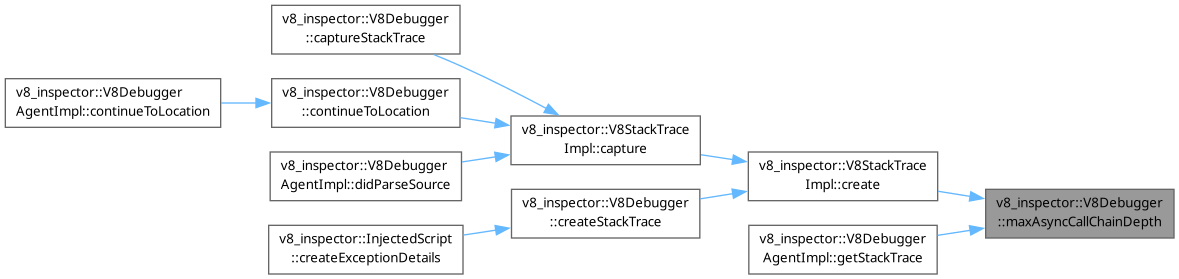 v8_inspector::V8Debugger
::captureStackTrace
v8_inspector::V8Debugger
AgentImpl::continueToLocation
v8_inspector::V8Debugger
::continueToLocation
v8_inspector::V8StackTrace
Impl::capture
v8_inspector::V8Debugger
AgentImpl::didParseSource
v8_inspector::V8StackTrace
Impl::create
v8_inspector::V8Debugger
::createStackTrace
v8_inspector::V8Debugger
::maxAsyncCallChainDepth
v8_inspector::InjectedScript
::createExceptionDetails
v8_inspector::V8Debugger
AgentImpl::getStackTrace